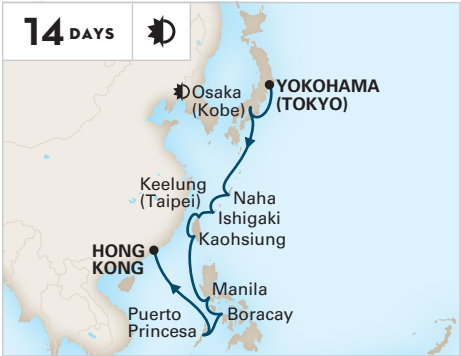 14 DAYS
YOKOHAMA
(TOKYO)
Osaka
(Kobe)
Keelung
(Taipei)
Naha
Ishigaki
Kaohsiung
HONG
KONG
Manila
Puerto
Princesa
Boracay